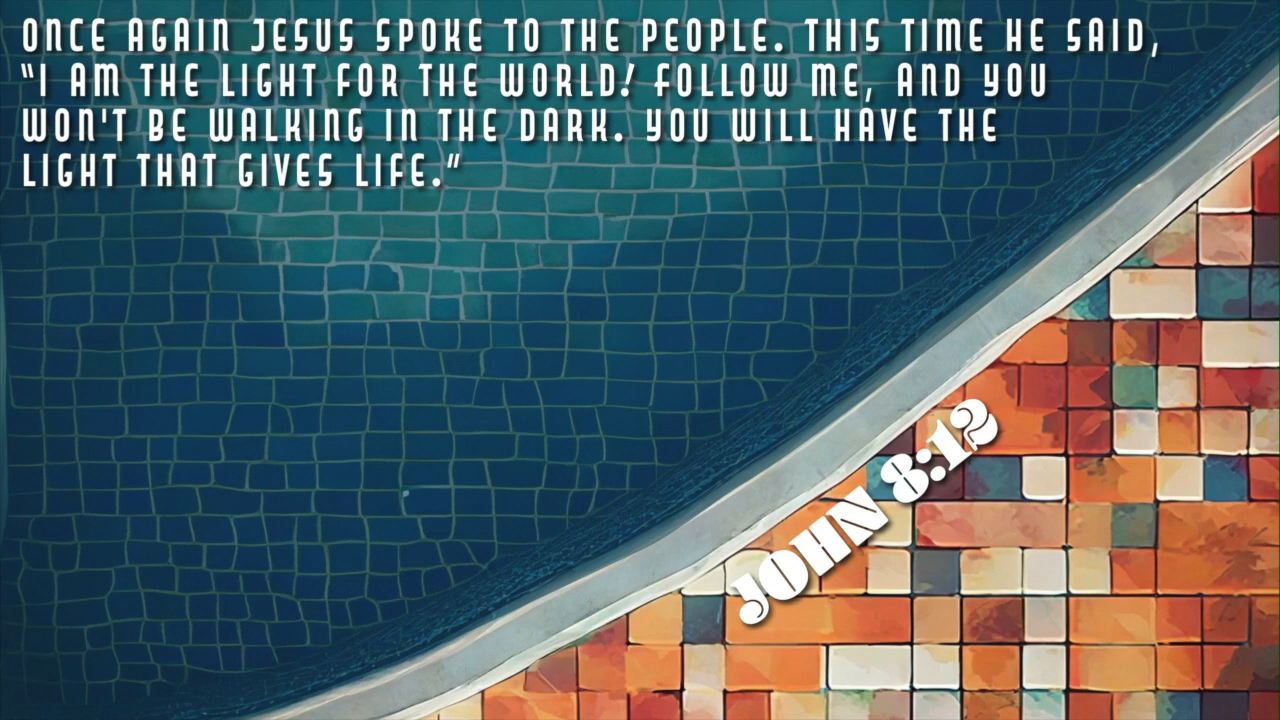 ONCE AGAIN JESUS SPOKE TO THE PEOPLE. THIS TIME HE SAID,
“I AM THE LIGHT FOR THE WORLD! FOLLOW ME, AND YOU
WON'T BE WALKING IN THE DARK. YOU WILL HAVE THE
LIGHT THAT GIVES LIFE.”
JOHN 8:12